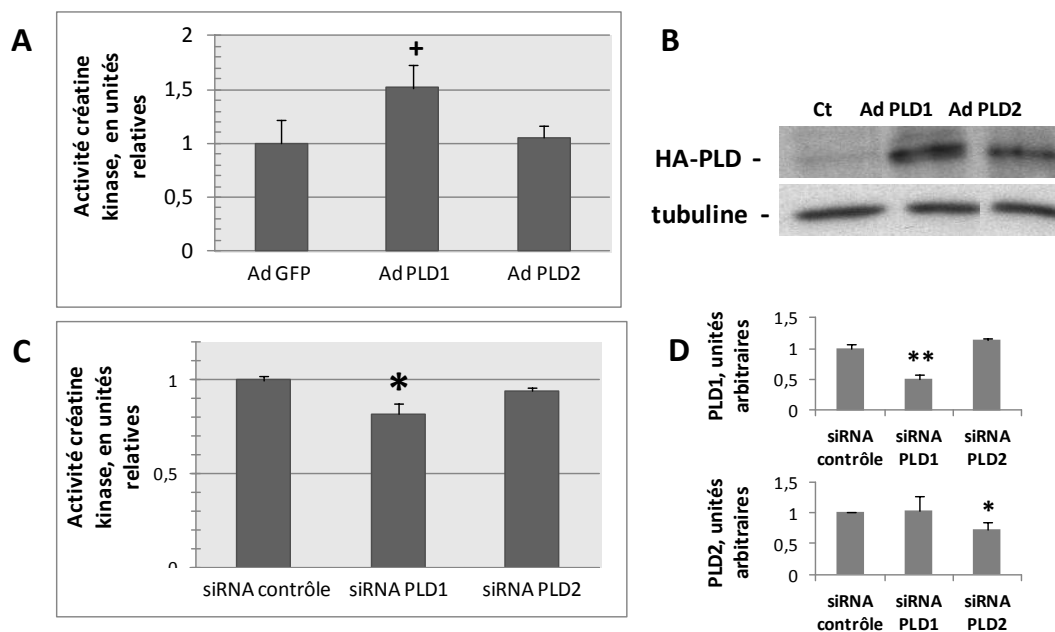 A
Activité créatine
kinase, en unités
relatives
2
1,5
1
0,5
0
+
Ad GFP
Ad PLD1
Ad PLD2
B
Ct Ad PLD1 Ad PLD2
HA-PLD -
tubuline -
C
Activité créatine
kinase, en unités
relatives
1
0,5
*
siRNA contrôle
siRNA PLD1
siRNA PLD2
D
PLD1, unités
arbitraires
1,5
1
0,5
0
**
siRNA
contrôle
siRNA
PLD1
siRNA
PLD2
PLD2, unités
arbitraires
1,5
1
0,5
0
*
siRNA
contrôle
siRNA
PLD1
siRNA
PLD2